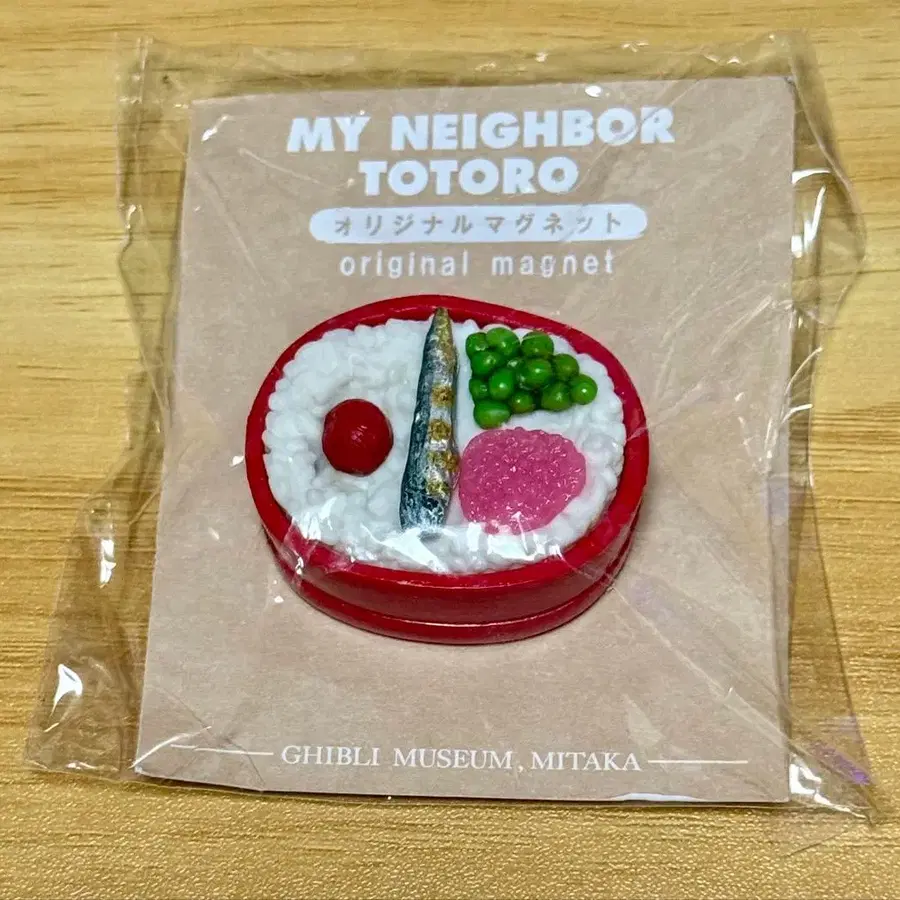 MY NEIGHBOR
TOTORO
オリジナルマグネット
original magnet
GHIBLI MUSEUM, MITAKA